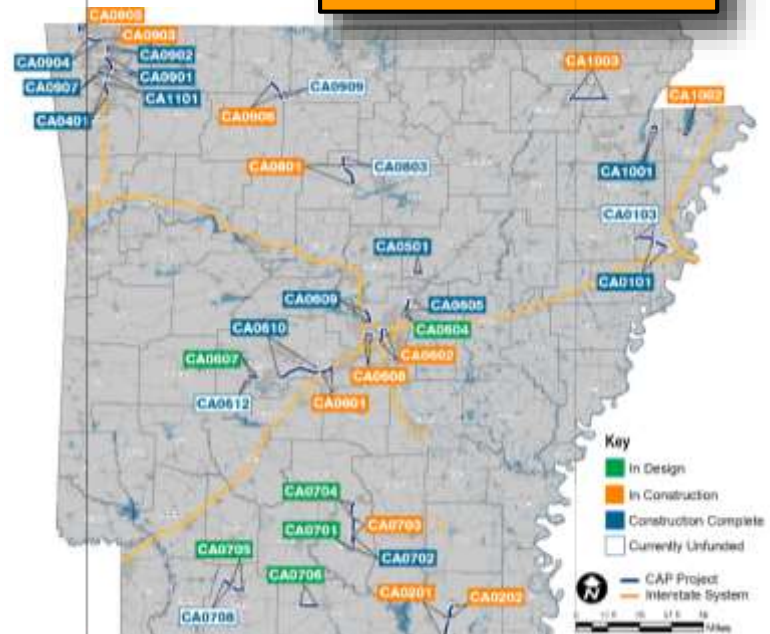 CA0905
CA0903
CA0904
CA0902
CA0907
CA0901
CA1101
CA0401
CA0909
CA0906
CA1003
CA1002
CA0801
CA0803
CA1001
CA0103
CA0501
CA0101
CA0609
CA0605
CA0610
CA0604
CA0607
CA0602
CA0608
CA0612
CA0601
Key
In Design
In Construction
Construction Complete
Currently Unfunded
CAP Project
Interstate System
Miles
CA0704
CA0703
CA0701
CA0702
CA0705
CA0706
CA0708
CA0201
CA0202